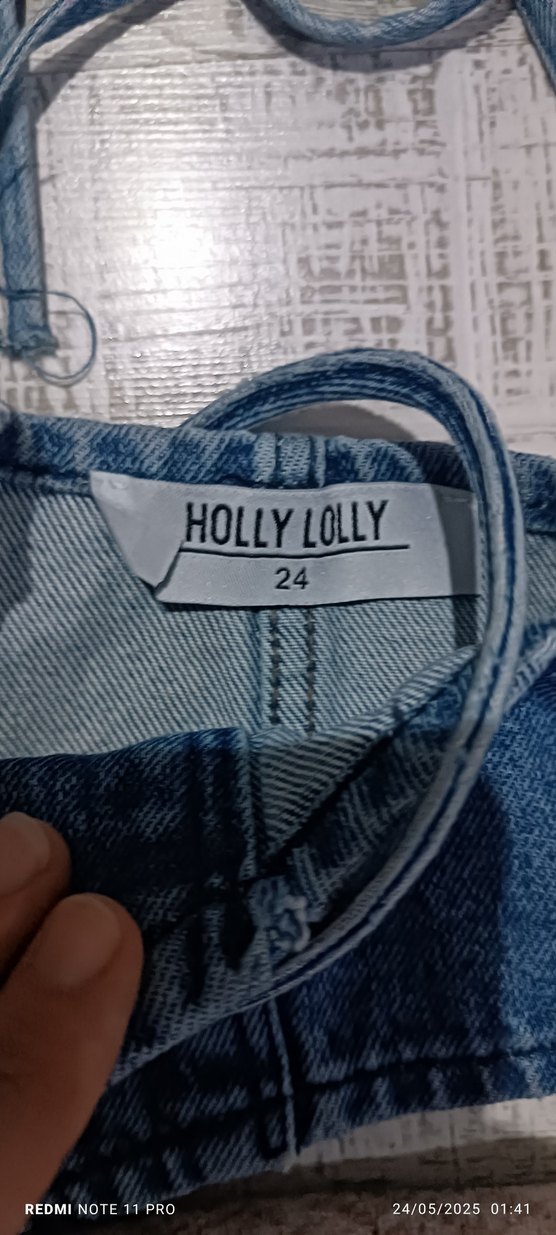 HOLLY LOLLY
24
REDMI NOTE 11 PRO
24/05/2025 01:41